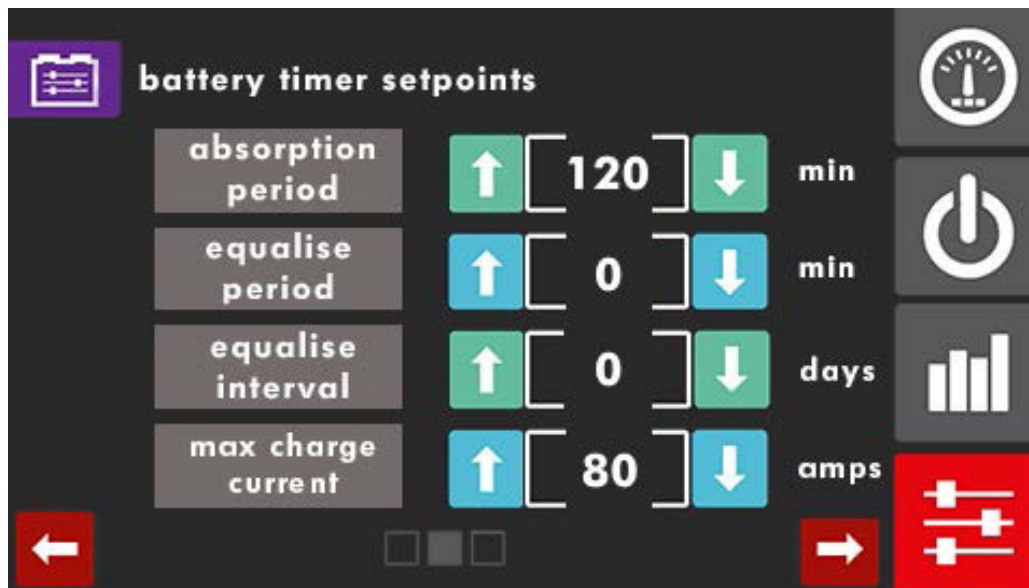 battery timer setpoints
absorption
period
120
min
equalise
period
0
min
equalise
interval
0
days
max charge
current
80
amps